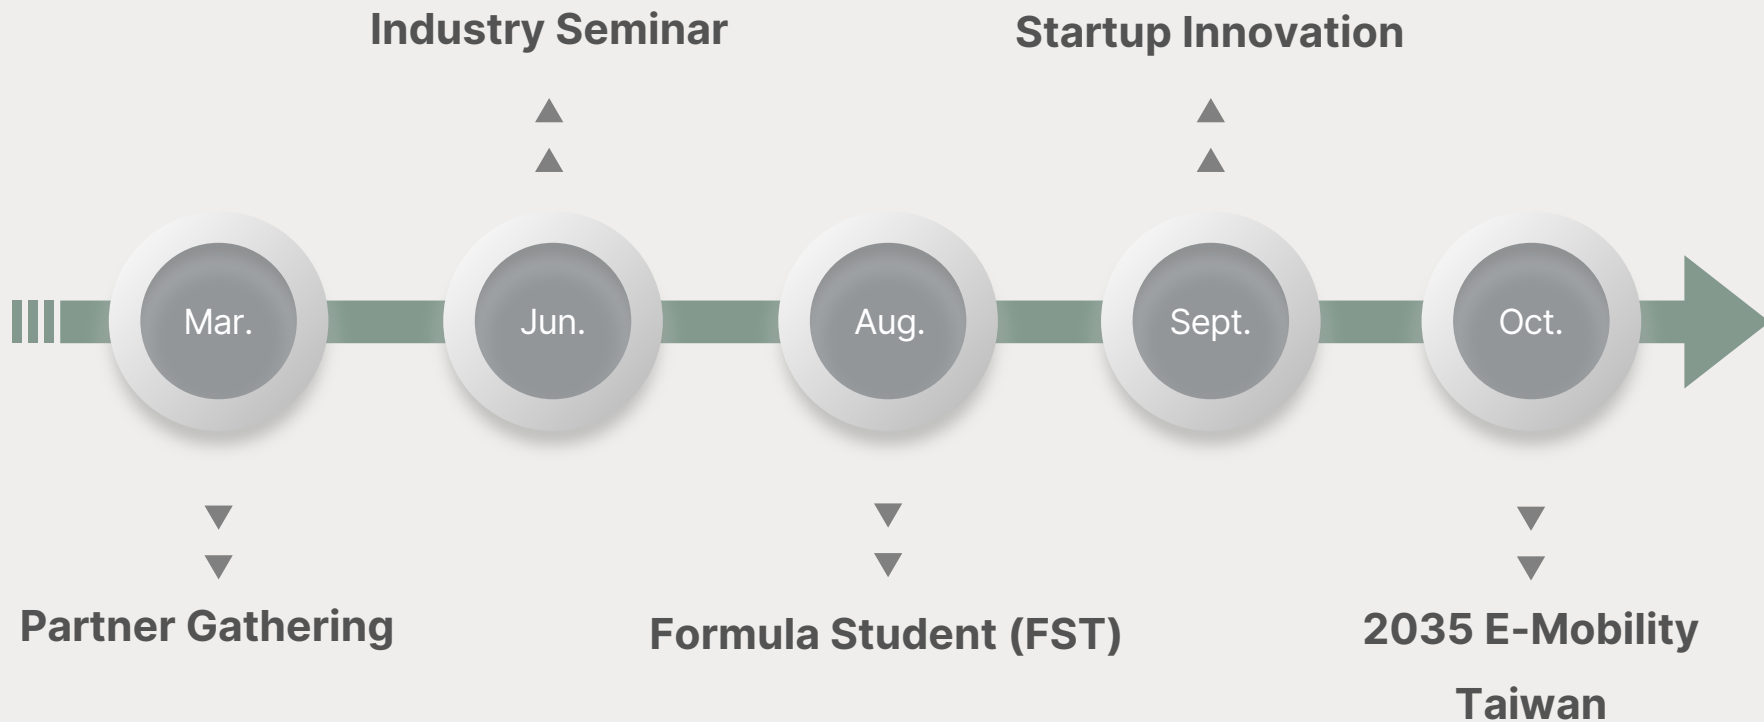 Industry Seminar
Startup Innovation
Mar.
Jun.
Aug.
Sept.
Oct.
Partner Gathering
Formula Student (FST)
2035 E-Mobility
Taiwan